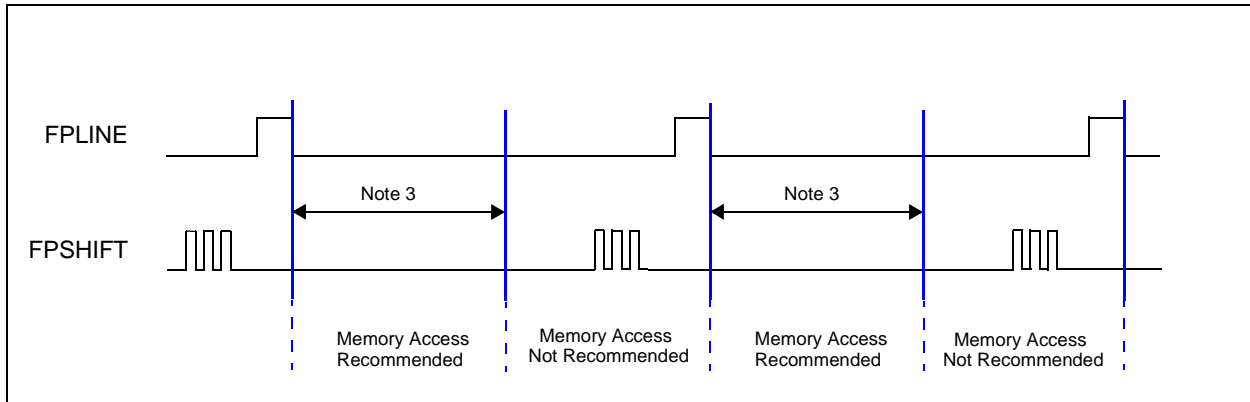 FPLINE
Note 3
Note 3
FPSHIFT
Memory Access
Recommended
Memory Access
Not Recommended
Memory Access
Recommended
Memory Access
Not Recommended